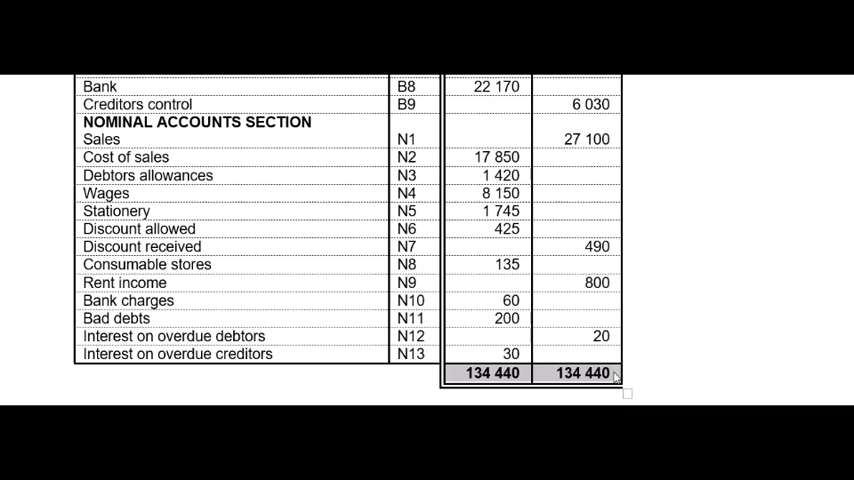 Bank B8 22 170
Creditors control B9 6 030
NOMINAL ACCOUNTS SECTION
Sales N1 27 100
Cost of sales N2 17 850
Debtors allowances N3 1 420
Wages N4 8 150
Stationery N5 1 745
Discount allowed N6 425
Discount received N7 490
Consumable stores N8 135
Rent income N9 800
Bank charges N10 60
Bad debts N11 200
Interest on overdue debtors N12 20
Interest on overdue creditors N13 30
134 440 134 440